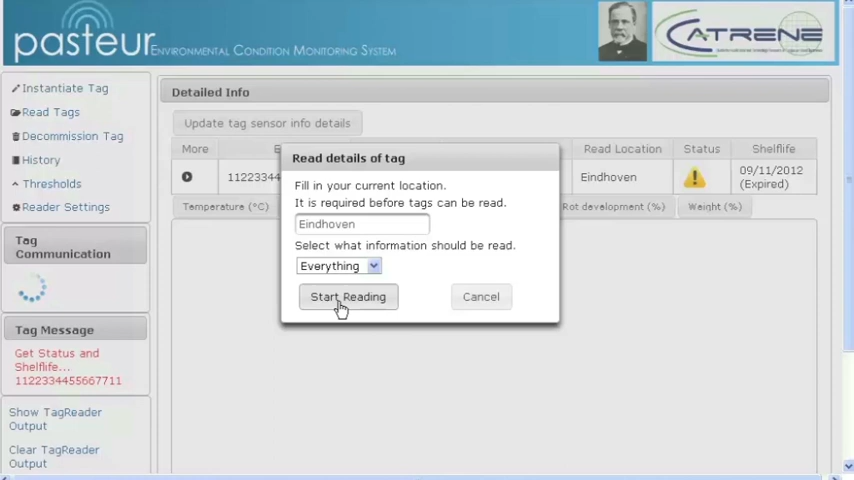 pasteur ENVIRONMENTAL CONDITION MONITORING SYSTEM
CATRENE
Instantiate Tag
Read Tags
Decommission Tag
History
Thresholds
Reader Settings
Tag
Communication
Tag Message
Get Status and
Shelflife...
1122334455667711
Show TagReader
Output
Clear TagReader
Output
Detailed Info
Update tag sensor info details
More
E
Read Location
Status
Shelflife
11223344
Eindhoven
09/11/2012
(Expired)
Temperature (°C)
Rot development (%)
Weight (%)
Read details of tag
Fill in your current location.
It is required before tags can be read.
Eindhoven
Select what information should be read.
Everything
Start Reading
Cancel